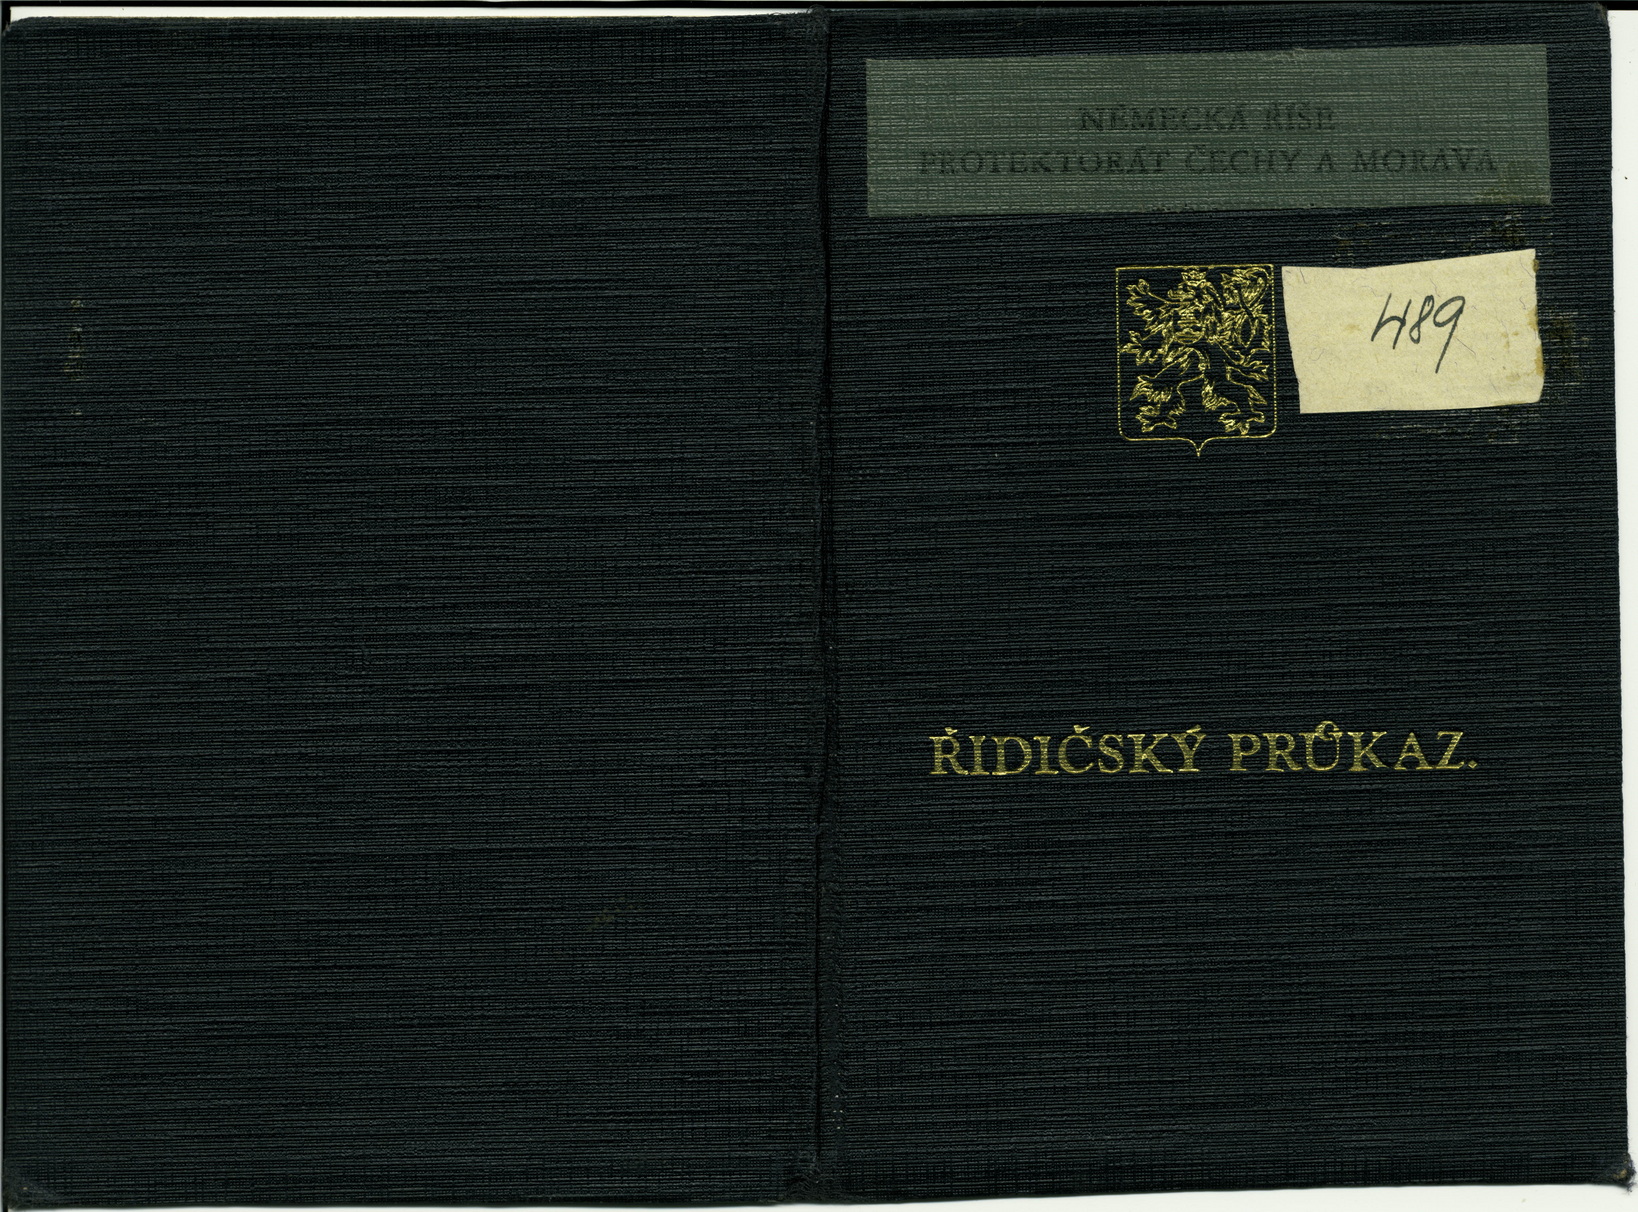 NĚMECKÁ ŘÍŠE
PROTEKTORÁT ČECHY A MORAVA
489
ŘIDIČSKÝ PRŮKAZ.